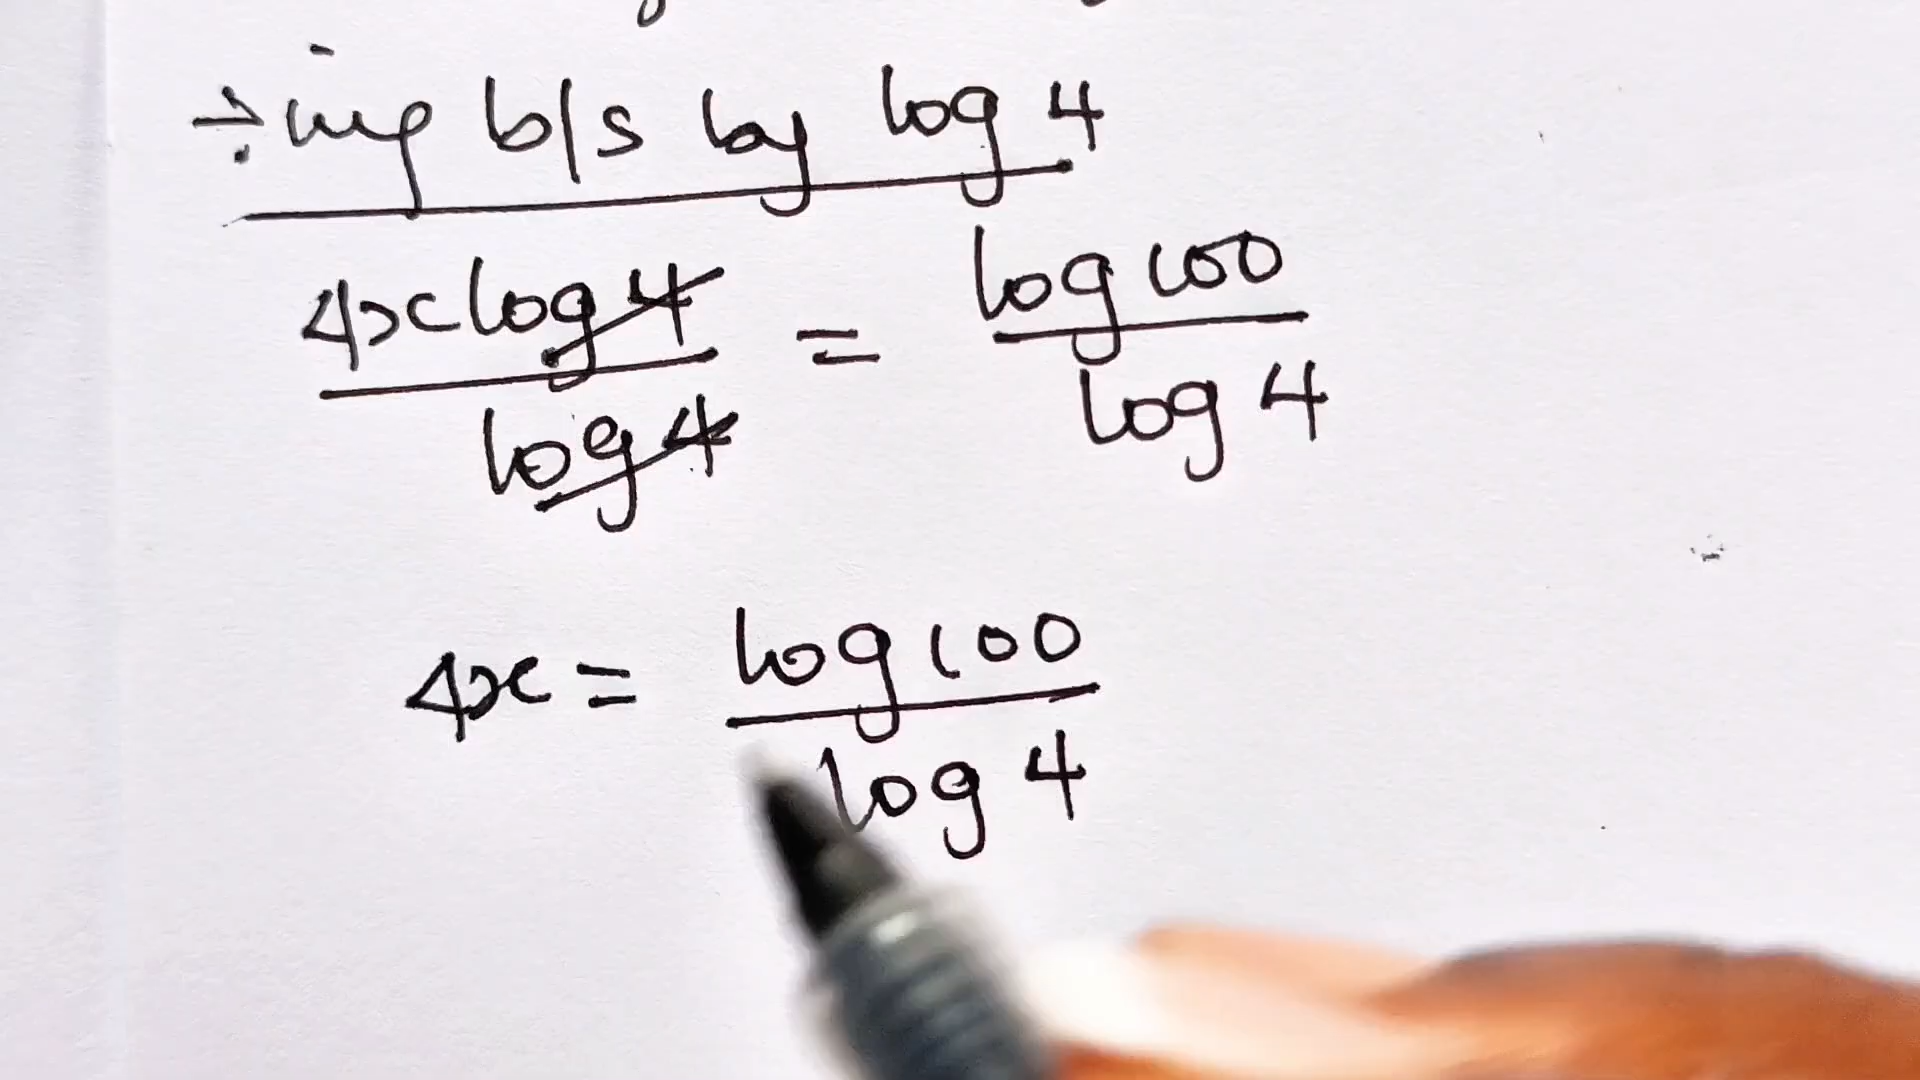 ÷ing b/s by log 4
4x log 4 / log 4 = log 100 / log 4
4x = log 100 / log 4